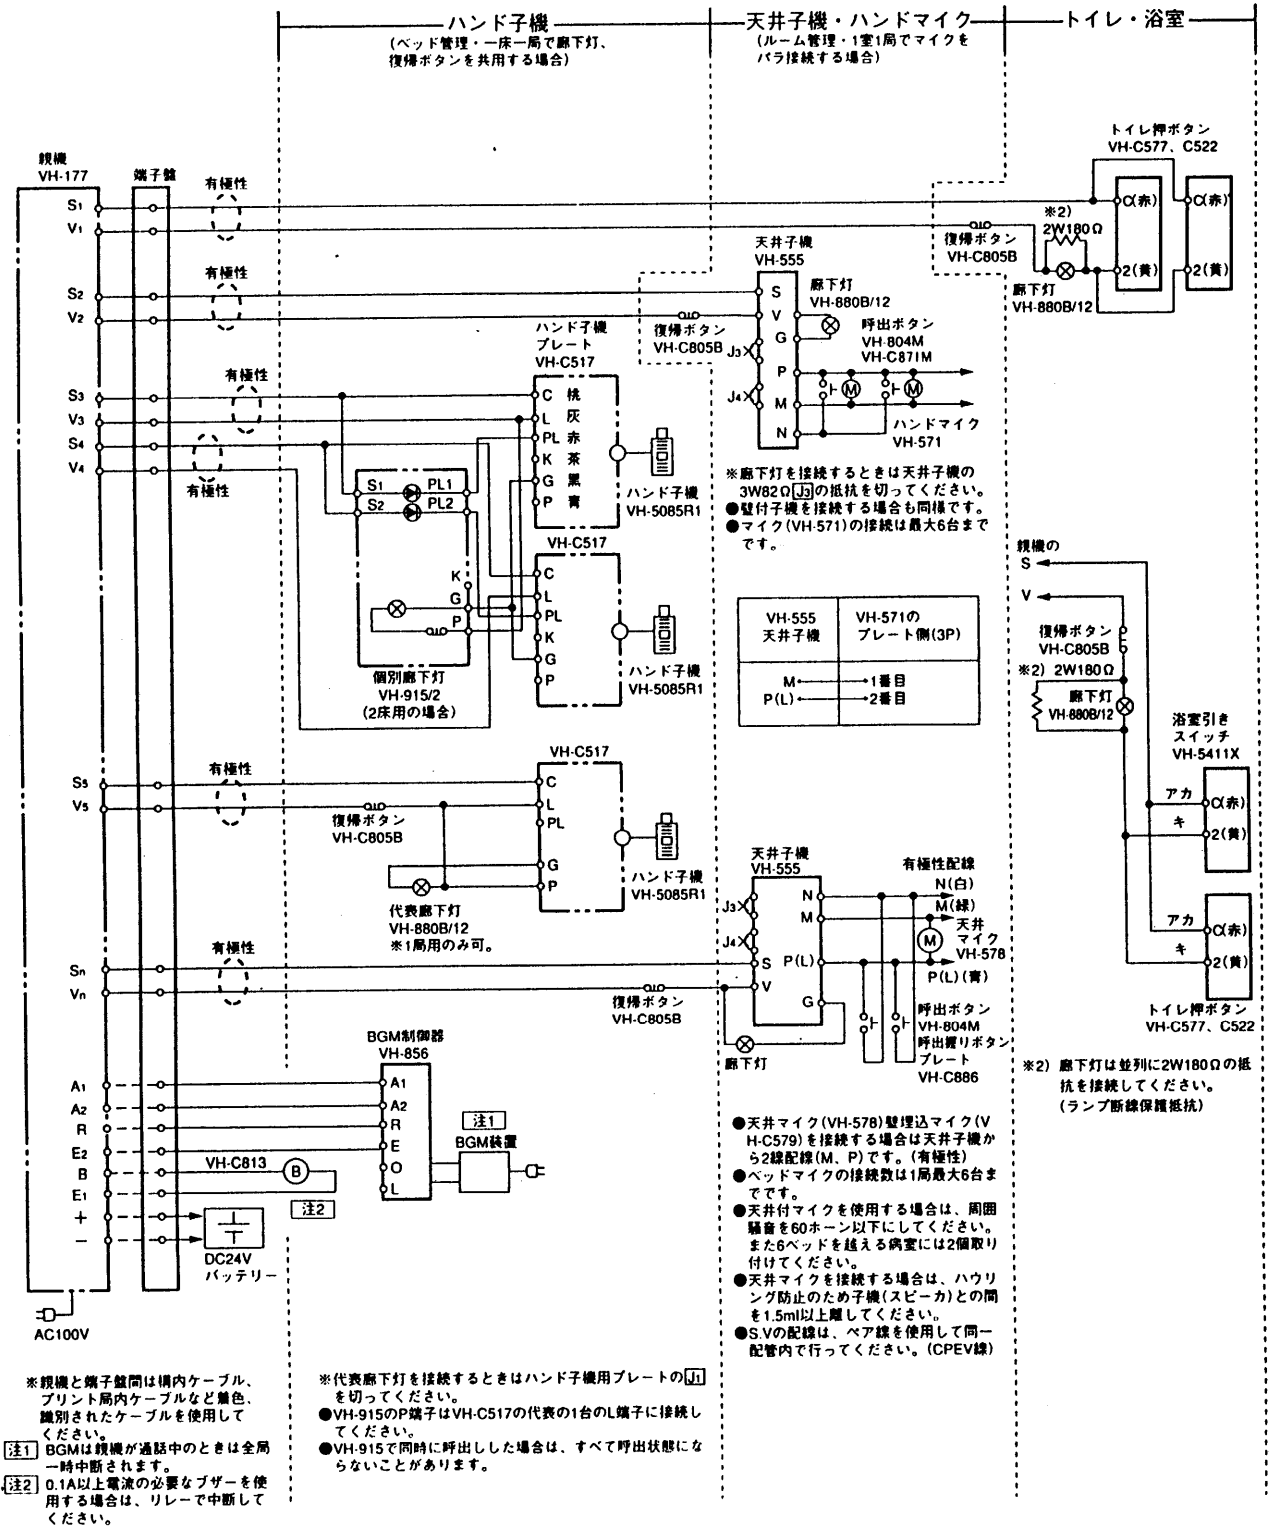 ハンド子機
(ベッド管理・一床一局で廊下灯、
復帰ボタンを共用する場合)
天井子機・ハンドマイク
(ルーム管理・1室1局でマイクを
パラ接続する場合)
トイレ・浴室
親機
VH-177
端子盤
有極性
S1
V1
有極性
S2
V2
有極性
S3
V3
S4
V4
有極性
有極性
S5
V5
有極性
Sn
Vn
A1
A2
R
E2
B
E1
+
−
AC100V
VH-C813
B
注2
DC24V
バッテリー
ハンド子機
プレート
VH-C517
C 桃
L 灰
PL 赤
K 茶
G 黒
P 青
ハンド子機
VH-5085R1
S1
PL1
S2
PL2
K
G
P
個別廊下灯
VH-915/2
(2床用の場合)
VH-C517
C
L
PL
K
G
P
ハンド子機
VH-5085R1
VH-C517
C
L
PL
G
P
ハンド子機
VH-5085R1
復帰ボタン
VH-C805B
代表廊下灯
VH-880B/12
※1局用のみ可。
BGM制御器
VH-856
A1
A2
R
E
O
L
注1
BGM装置
復帰ボタン
VH-C805B
天井子機
VH-555
S
V
G
P
M
N
J3
J4
廊下灯
VH-880B/12
呼出ボタン
VH-804M
VH-C871M
M
M
ハンドマイク
VH-571
※廊下灯を接続するときは天井子機の
3W82Ω J3 の抵抗を切ってください。
●壁付子機を接続する場合も同様です。
●マイク(VH-571)の接続は最大6台まで
です。
VH-555
天井子機
VH-571の
プレート側(3P)
M
1番目
P(L)
2番目
復帰ボタン
VH-C805B
天井子機
VH-555
J3
J4
S
V
N
M
P(L)
G
廊下灯
有極性配線
N(白)
M(緑)
天井
マイク
VH-578
M
P(L)(青)
呼出ボタン
VH-804M
呼出握りボタン
プレート
VH-C886
●天井マイク(VH-578)壁埋込マイク(V
H-C579)を接続する場合は天井子機か
ら2線配線(M、P)です。(有極性)
●ベッドマイクの接続数は1局最大6台ま
でです。
●天井付マイクを使用する場合は、周囲
騒音を60ホーン以下にしてください。
また6ベッドを越える病室には2個取り
付けてください。
●天井マイクを接続する場合は、ハウリ
ング防止のため子機(スピーカ)との間
を1.5ml以上離してください。
●S.Vの配線は、ペア線を使用して同一
配管内で行ってください。(CPEV線)
トイレ押ボタン
VH-C577、C522
復帰ボタン
VH-C805B
※2)
2W180Ω
廊下灯
VH-880B/12
C(赤)
2(黄)
C(赤)
2(黄)
親機の
S
V
復帰ボタン
VH-C805B
※2) 2W180Ω
廊下灯
VH-880B/12
浴室引き
スイッチ
VH-5411X
アカ
キ
C(赤)
2(黄)
アカ
キ
C(赤)
2(黄)
トイレ押ボタン
VH-C577、C522
※2) 廊下灯は並列に2W180Ωの抵
抗を接続してください。
(ランプ断線保護抵抗)
※親機と端子盤間は構内ケーブル、
プリント局内ケーブルなど着色、
識別されたケーブルを使用して
ください。
注1 BGMは親機が通話中のときは全局
一時中断されます。
注2 0.1A以上電流の必要なブザーを使
用する場合は、リレーで中断して
ください。
※代表廊下灯を接続するときはハンド子機用プレートの J1
を切ってください。
●VH-915のP端子はVH-C517の代表の1台のL端子に接続し
てください。
●VH-915で同時に呼出しした場合は、すべて呼出状態にな
らないことがあります。